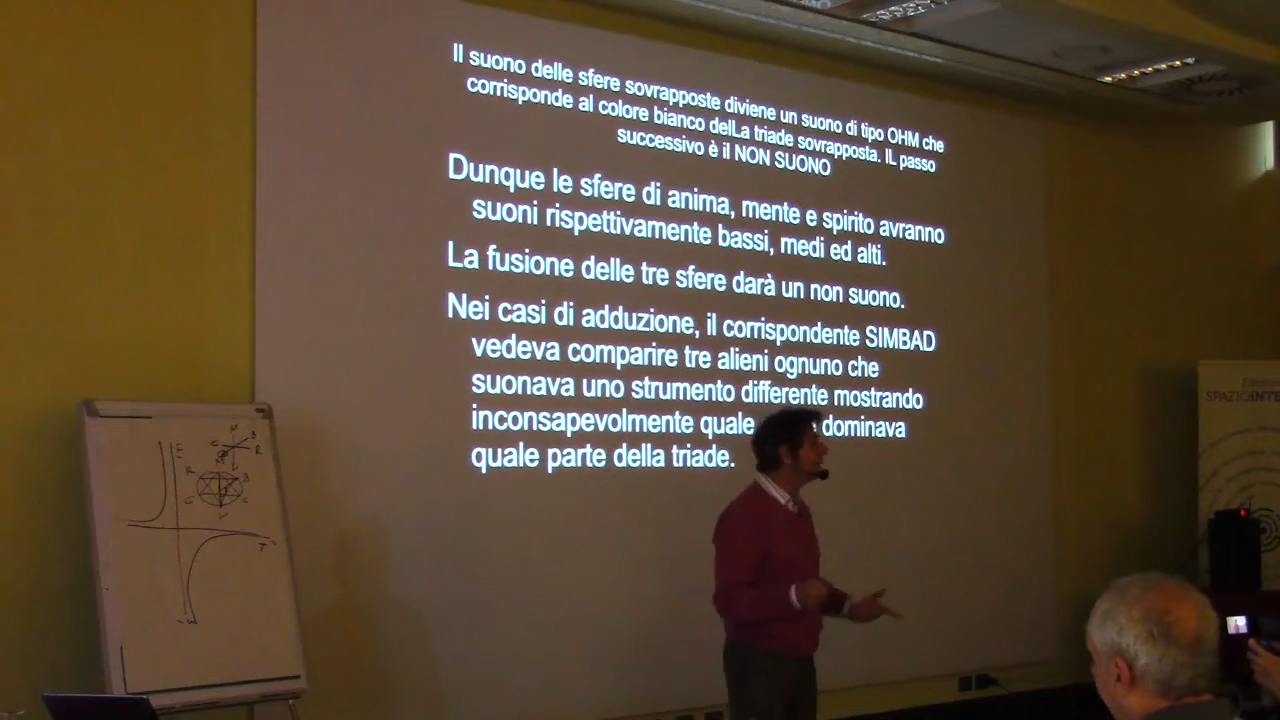 Il suono delle sfere sovrapposte diviene un suono di tipo OHM che
corrisponde al colore bianco delLa triade sovrapposta. IL passo
successivo è il NON SUONO
Dunque le sfere di anima, mente e spirito avranno
suoni rispettivamente bassi, medi ed alti.
La fusione delle tre sfere darà un non suono.
Nei casi di adduzione, il corrispondente SIMBAD
vedeva comparire tre alieni ognuno che
suonava uno strumento differente mostrando
inconsapevolmente quale dominava
quale parte della triade.
SPAZIOINTE